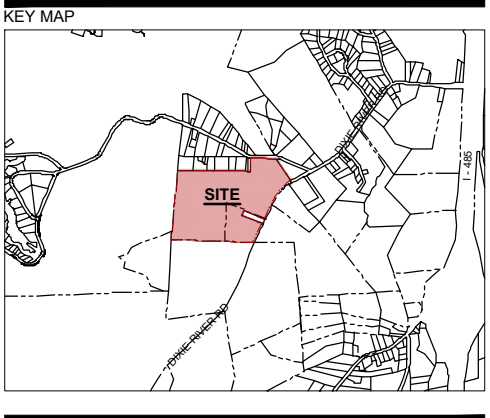 KEY MAP
DIXIE RIVER RD
I - 485
SITE
DIXIE RIVER RD